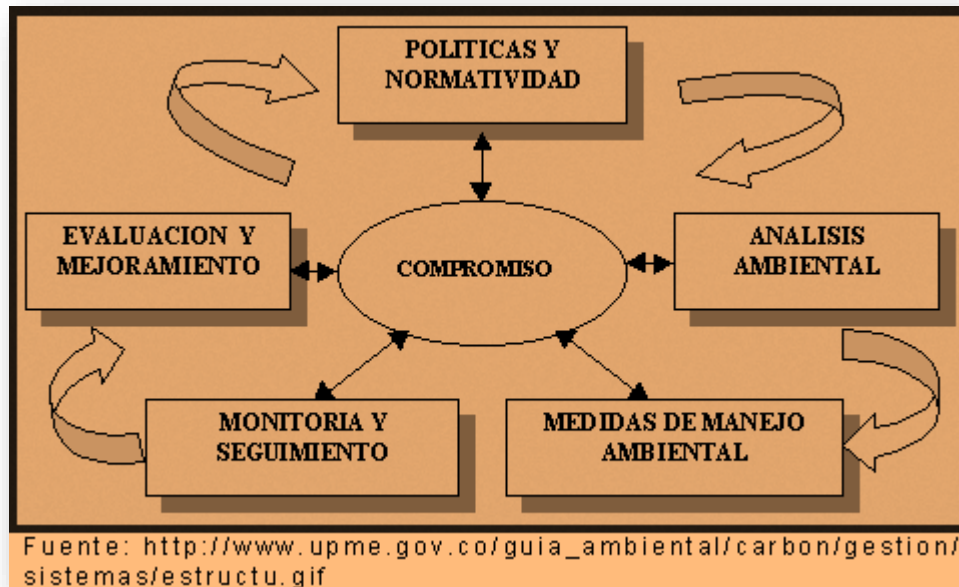 POLITICAS Y
NORMATIVIDAD
EVALUACION Y
MEJORAMIENTO
COMPROMISO
ANALISIS
AMBIENTAL
MONITORIA Y
SEGUIMIENTO
MEDIDAS DE MANEJO
AMBIENTAL
Fuente: http://www.upme.gov.co/guia_ambiental/carbon/gestion/
sistemas/estructu.gif